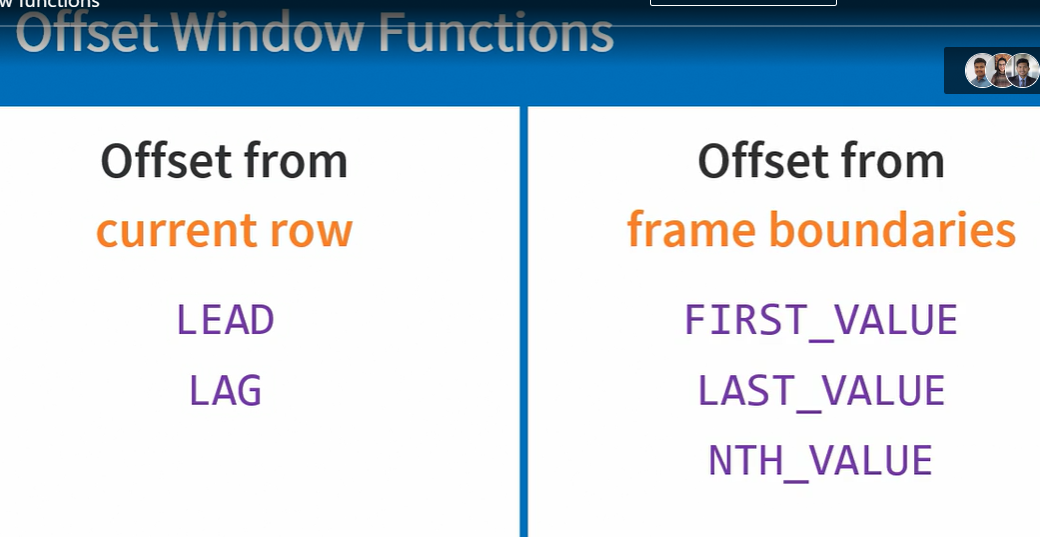 w functions
Offset Window Functions
Offset from
current row
LEAD
LAG
Offset from
frame boundaries
FIRST_VALUE
LAST_VALUE
NTH_VALUE